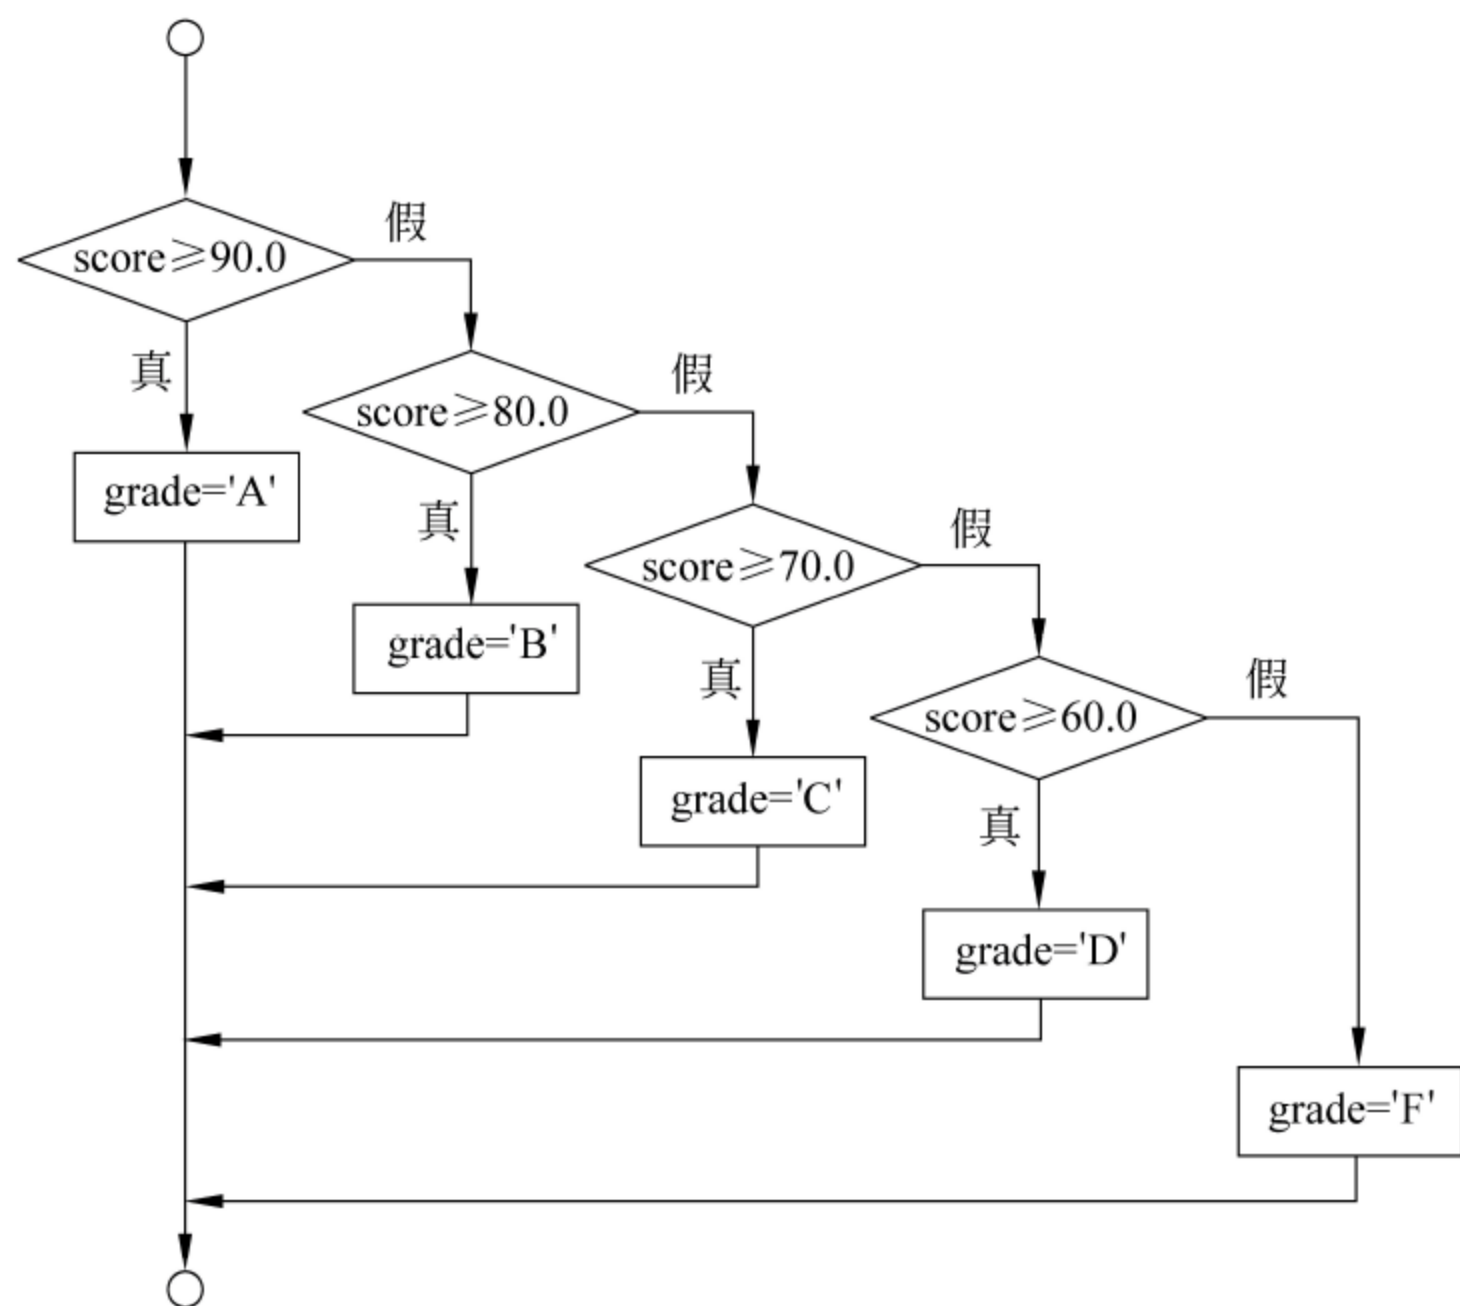 score≥90.0
假
真
score≥80.0
假
grade='A'
真
score≥70.0
假
grade='B'
真
score≥60.0
假
grade='C'
真
grade='D'
grade='F'